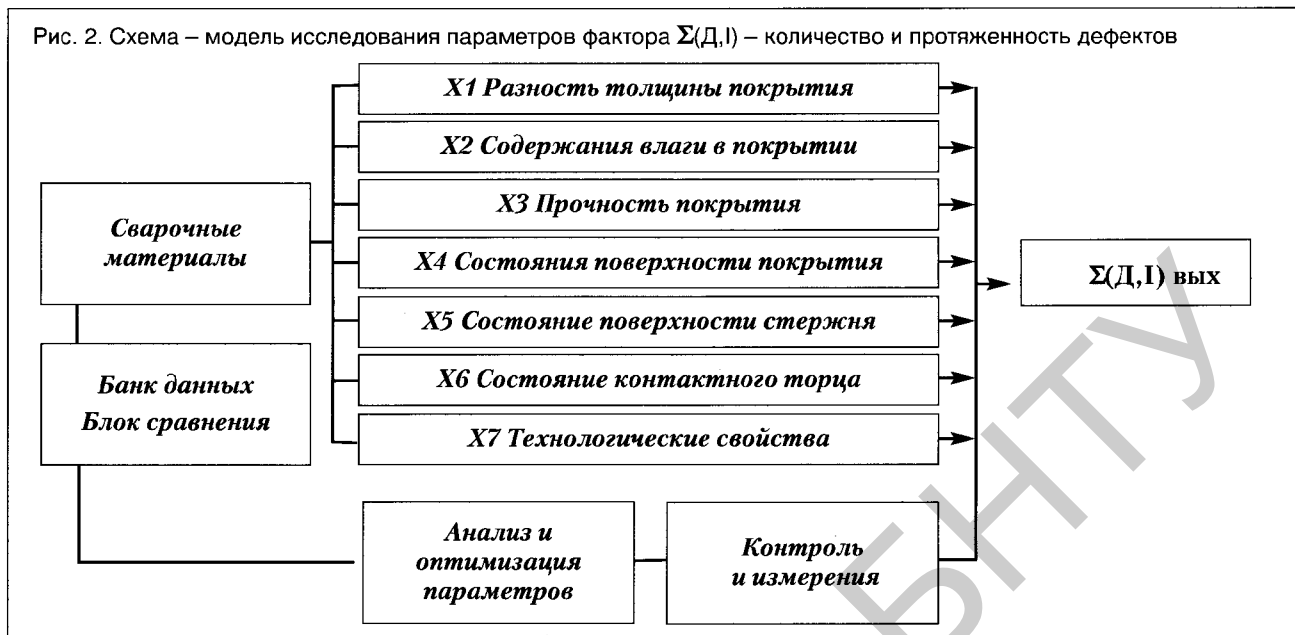 Рис. 2. Схема – модель исследования параметров фактора Σ(Д,I) – количество и протяженность дефектов
X1 Разность толщины покрытия
X2 Содержания влаги в покрытии
X3 Прочность покрытия
Сварочные
материалы
X4 Состояния поверхности покрытия
Σ(Д,I) вых
X5 Состояние поверхности стержня
Банк данных
Блок сравнения
X6 Состояние контактного торца
X7 Технологические свойства
Анализ и
оптимизация
параметров
Контроль
и измерения
БНТУ